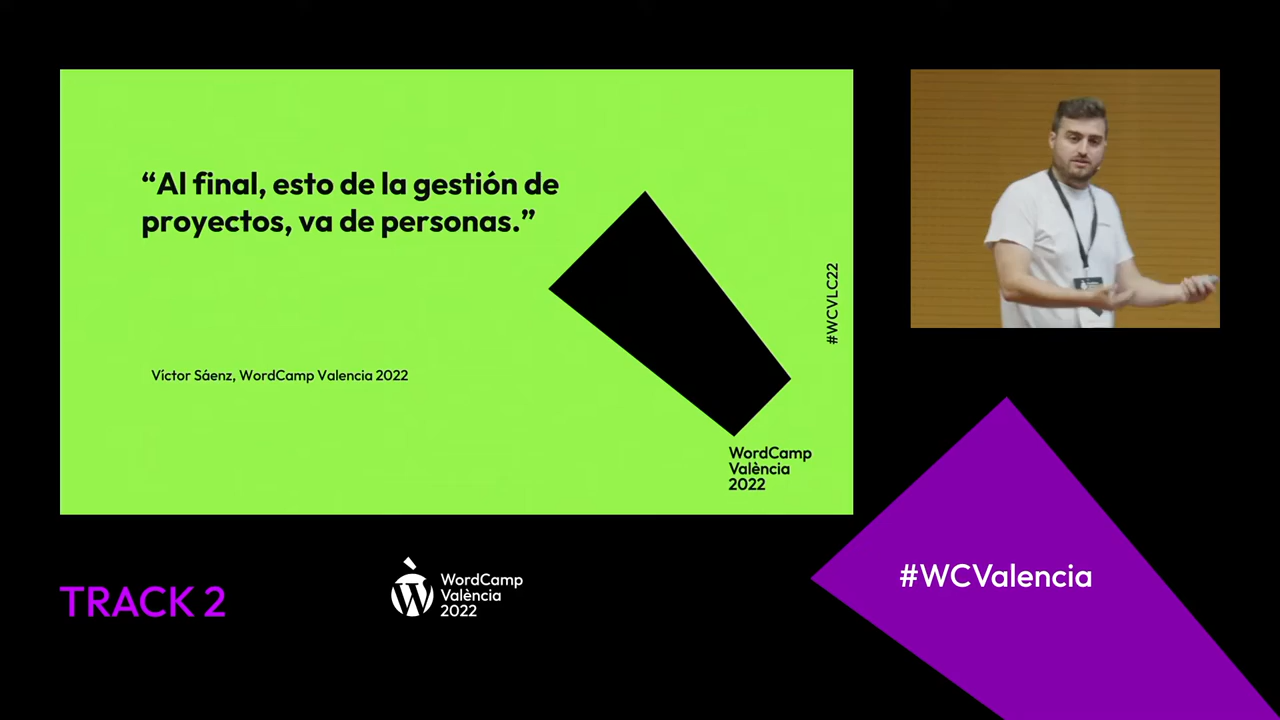 “Al final, esto de la gestión de
proyectos, va de personas.”
Víctor Sáenz, WordCamp Valencia 2022
#WCVLC22
WordCamp
València
2022
TRACK 2
WordCamp
València
2022
#WCValencia